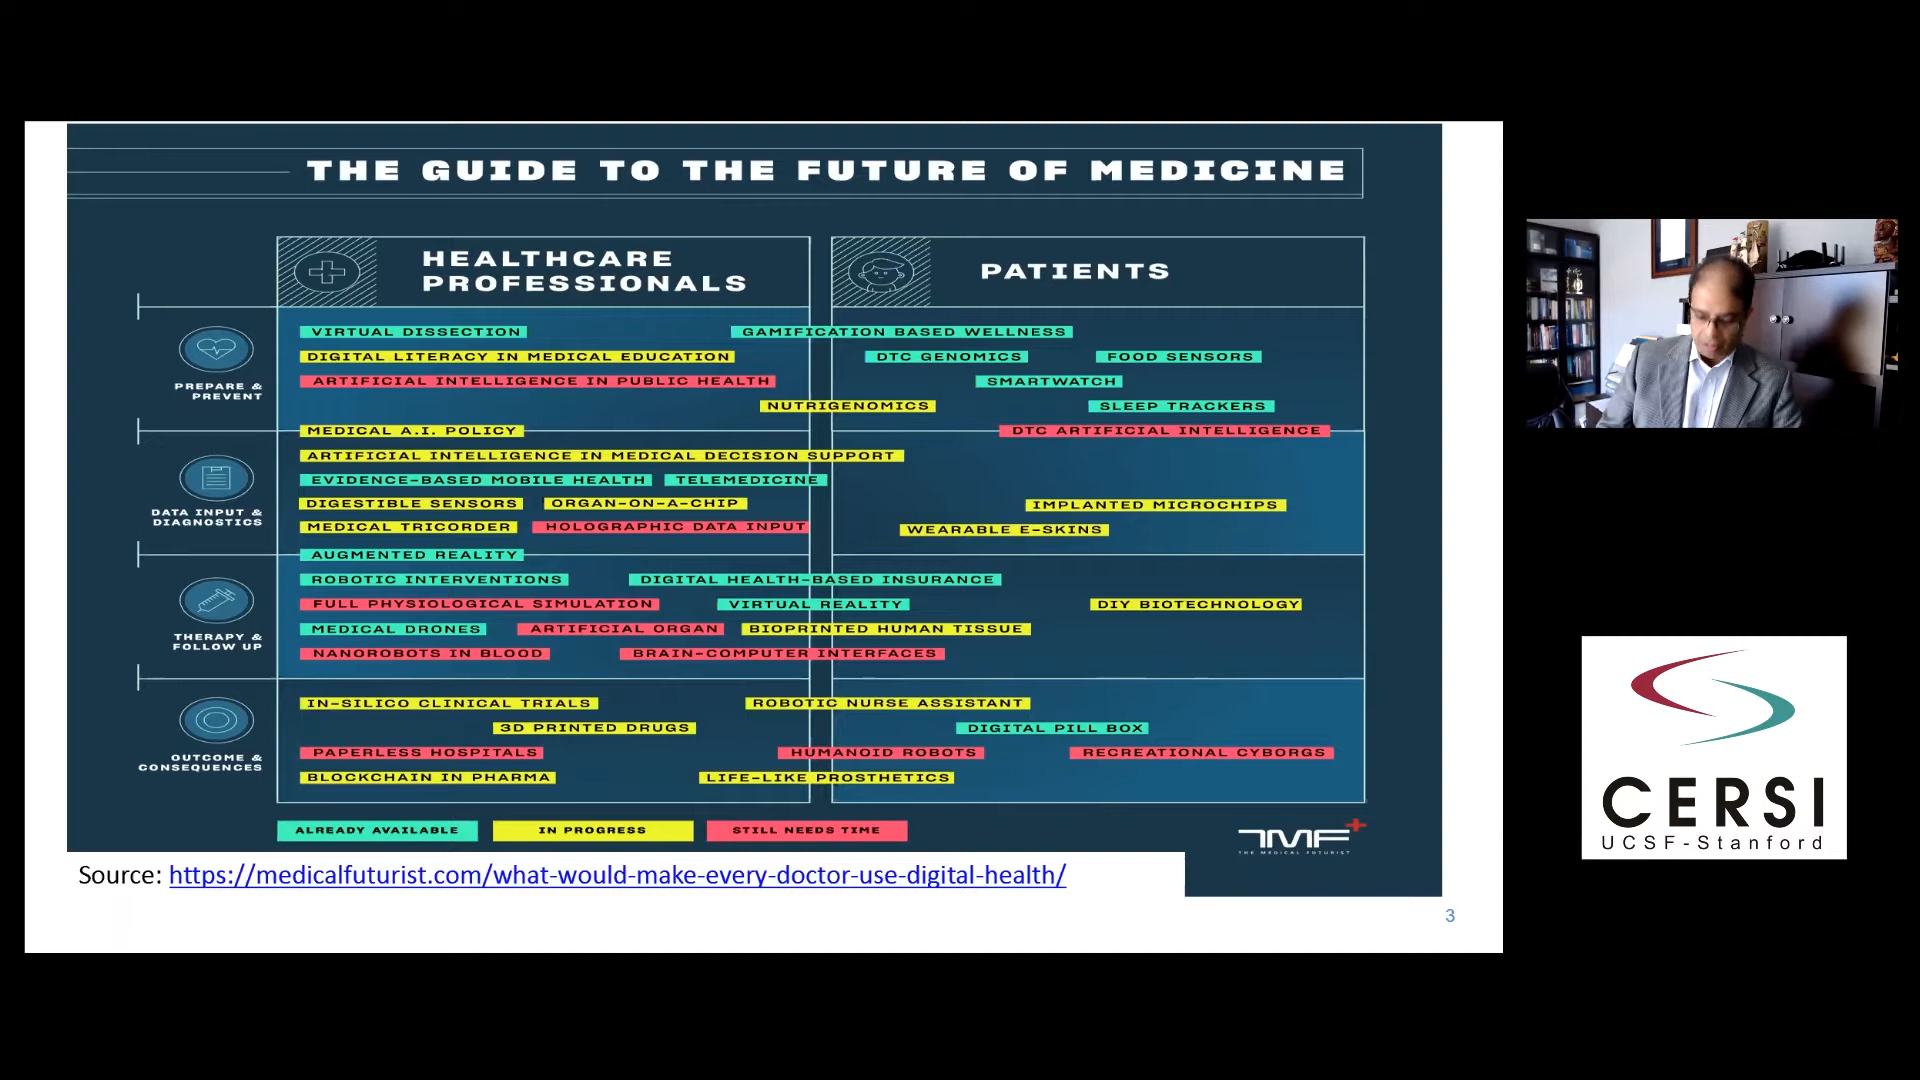 THE GUIDE TO THE FUTURE OF MEDICINE
HEALTHCARE
PROFESSIONALS
PATIENTS
PREPARE &
PREVENT
VIRTUAL DISSECTION
GAMIFICATION BASED WELLNESS
DIGITAL LITERACY IN MEDICAL EDUCATION
DTC GENOMICS
FOOD SENSORS
ARTIFICIAL INTELLIGENCE IN PUBLIC HEALTH
SMARTWATCH
NUTRIGENOMICS
SLEEP TRACKERS
MEDICAL A.I. POLICY
DTC ARTIFICIAL INTELLIGENCE
DATA INPUT &
DIAGNOSTICS
ARTIFICIAL INTELLIGENCE IN MEDICAL DECISION SUPPORT
EVIDENCE-BASED MOBILE HEALTH
TELEMEDICINE
DIGESTIBLE SENSORS
ORGAN-ON-A-CHIP
IMPLANTED MICROCHIPS
MEDICAL TRICORDER
HOLOGRAPHIC DATA INPUT
WEARABLE E-SKINS
AUGMENTED REALITY
THERAPY &
FOLLOW UP
ROBOTIC INTERVENTIONS
DIGITAL HEALTH-BASED INSURANCE
FULL PHYSIOLOGICAL SIMULATION
VIRTUAL REALITY
DIY BIOTECHNOLOGY
MEDICAL DRONES
ARTIFICIAL ORGAN
BIOPRINTED HUMAN TISSUE
NANOROBOTS IN BLOOD
BRAIN-COMPUTER INTERFACES
OUTCOME &
CONSEQUENCES
IN-SILICO CLINICAL TRIALS
ROBOTIC NURSE ASSISTANT
3D PRINTED DRUGS
DIGITAL PILL BOX
PAPERLESS HOSPITALS
HUMANOID ROBOTS
RECREATIONAL CYBORGS
BLOCKCHAIN IN PHARMA
LIFE-LIKE PROSTHETICS
ALREADY AVAILABLE
IN PROGRESS
STILL NEEDS TIME
TMF+
THE MEDICAL FUTURIST
Source: https://medicalfuturist.com/what-would-make-every-doctor-use-digital-health/
3
CERSI
UCSF-Stanford